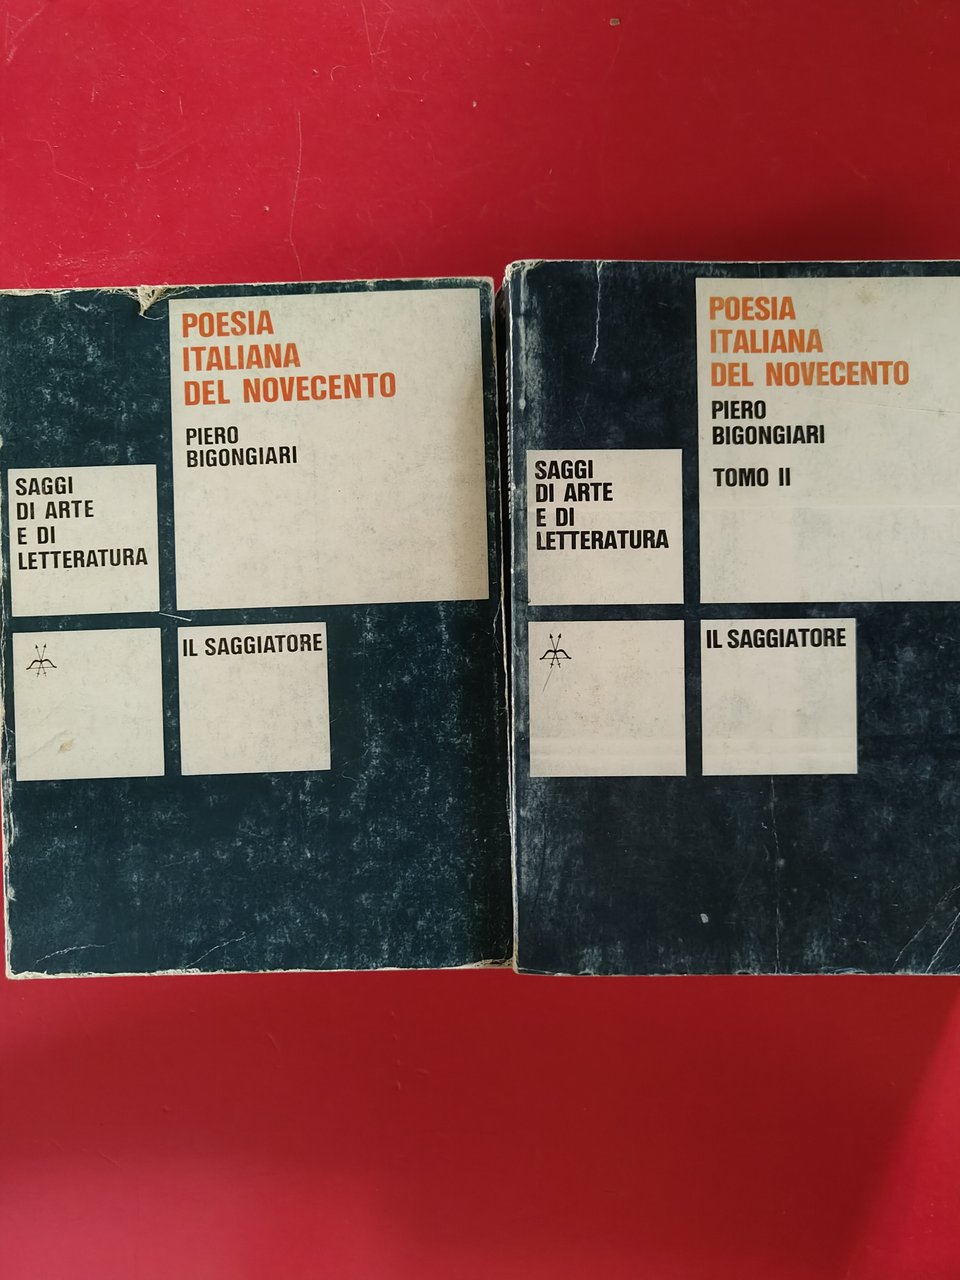 POESIA
ITALIANA
DEL NOVECENTO
PIERO
BIGONGIARI
SAGGI
DI ARTE
E DI
LETTERATURA
IL SAGGIATORE
POESIA
ITALIANA
DEL NOVECENTO
PIERO
BIGONGIARI
TOMO II
SAGGI
DI ARTE
E DI
LETTERATURA
IL SAGGIATORE